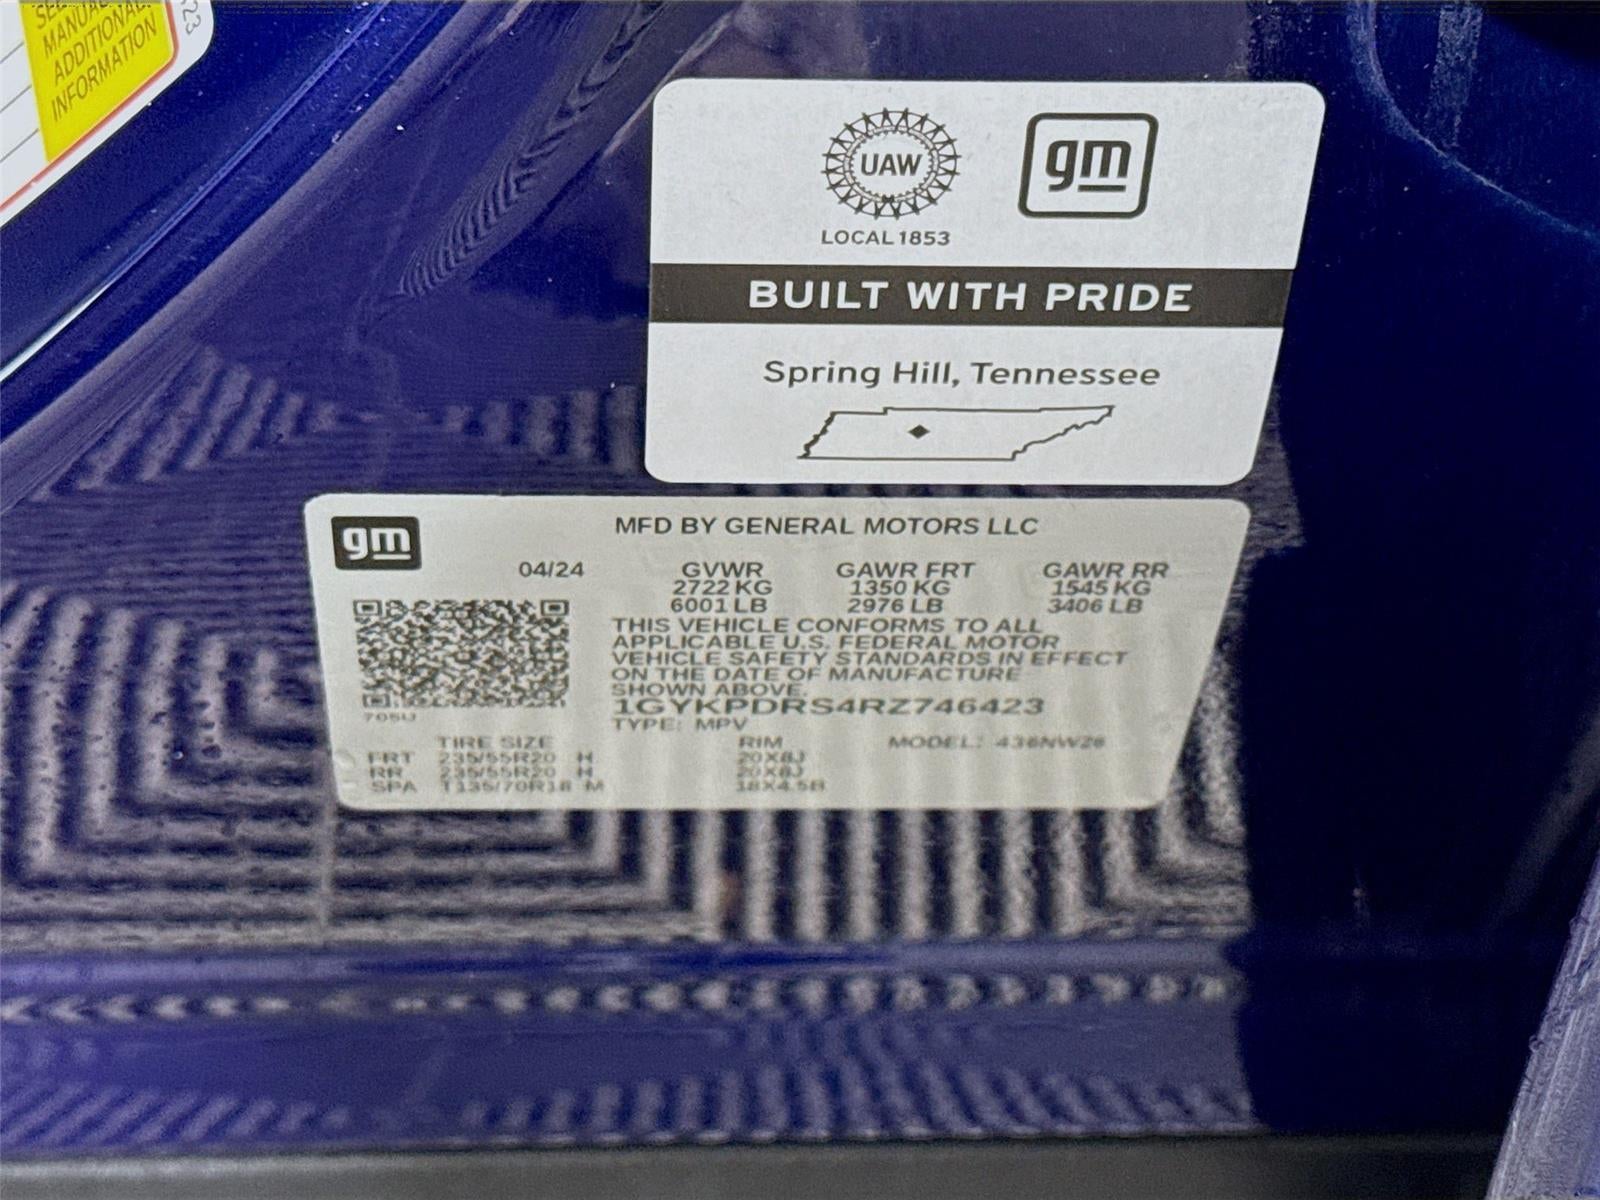 MANUAL
ADDITIONAL
INFORMATION
23
UAW
gm
LOCAL 1853
BUILT WITH PRIDE
Spring Hill, Tennessee
gm
MFD BY GENERAL MOTORS LLC
04/24 GVWR GAWR FRT GAWR RR
2722 KG 1350 KG 1545 KG
6001 LB 2976 LB 3406 LB
THIS VEHICLE CONFORMS TO ALL
APPLICABLE U.S. FEDERAL MOTOR
VEHICLE SAFETY STANDARDS IN EFFECT
ON THE DATE OF MANUFACTURE
SHOWN ABOVE.
1GYKPDRS4RZ746423
705U
TYPE: MPV
TIRE SIZE RIM MODEL: 436NW26
FRT 235/55R20 H 20X8J
RR 235/55R20 H 20X8J
SPA T135/70R18 M 18X4.5B